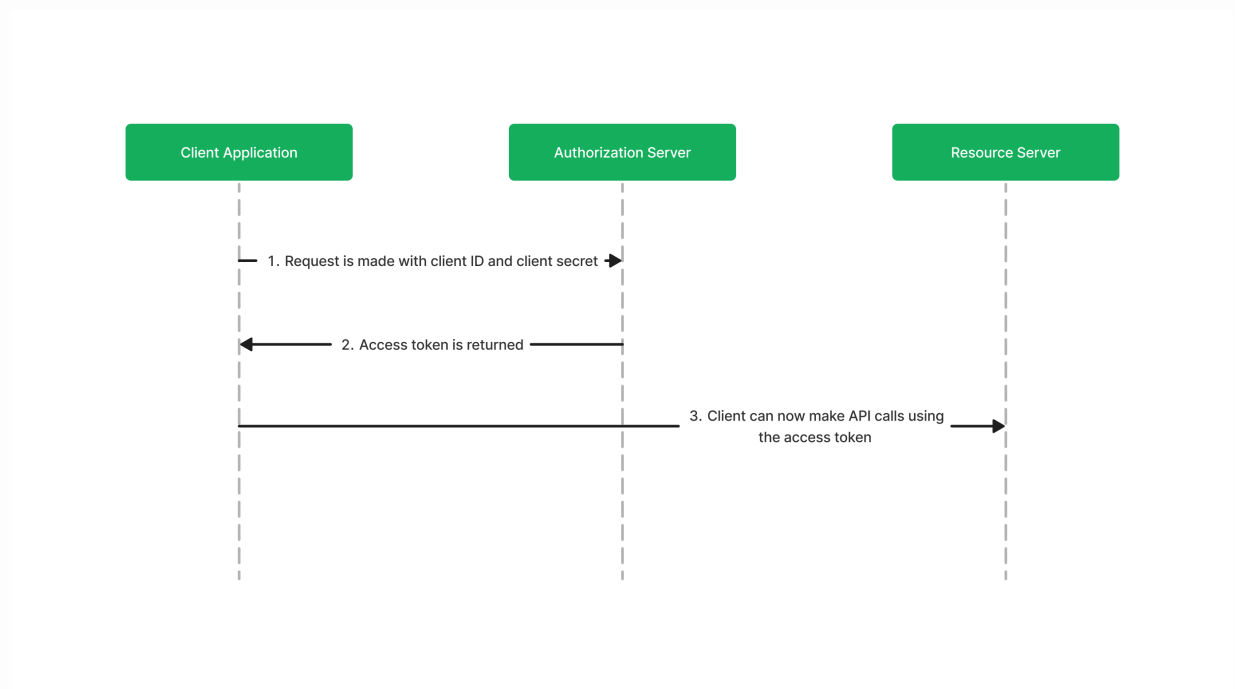 Client Application
Authorization Server
Resource Server
1. Request is made with client ID and client secret
2. Access token is returned
3. Client can now make API calls using
the access token